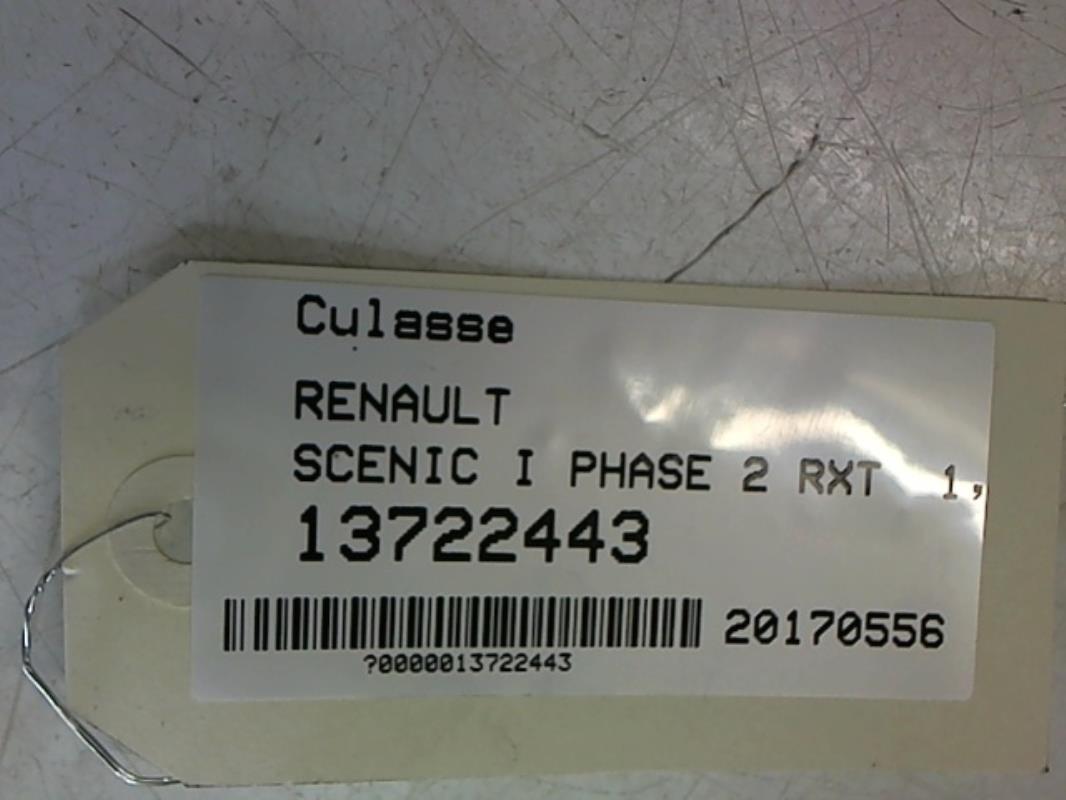 Culasse
RENAULT
SCENIC I PHASE 2 RXT 1,
13722443
20170556
?0000013722443